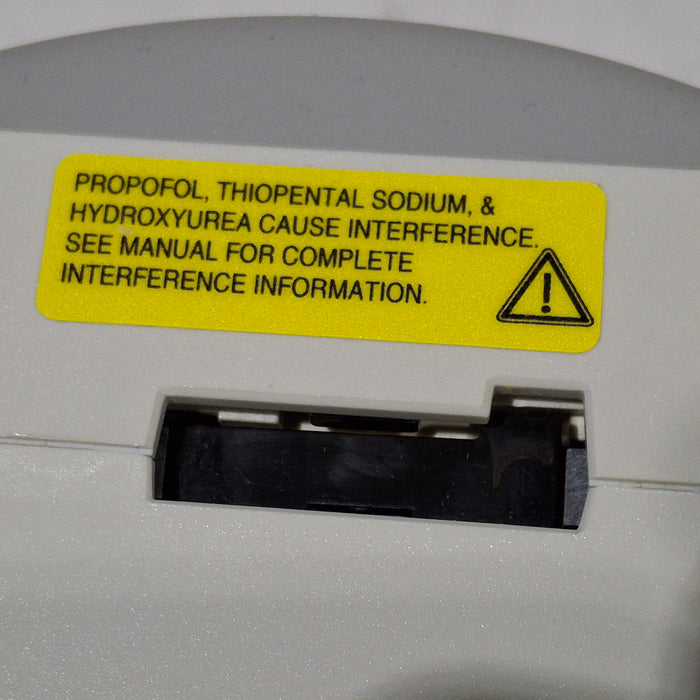 PROPOFOL, THIOPENTAL SODIUM, &
HYDROXYUREA CAUSE INTERFERENCE.
SEE MANUAL FOR COMPLETE
INTERFERENCE INFORMATION.